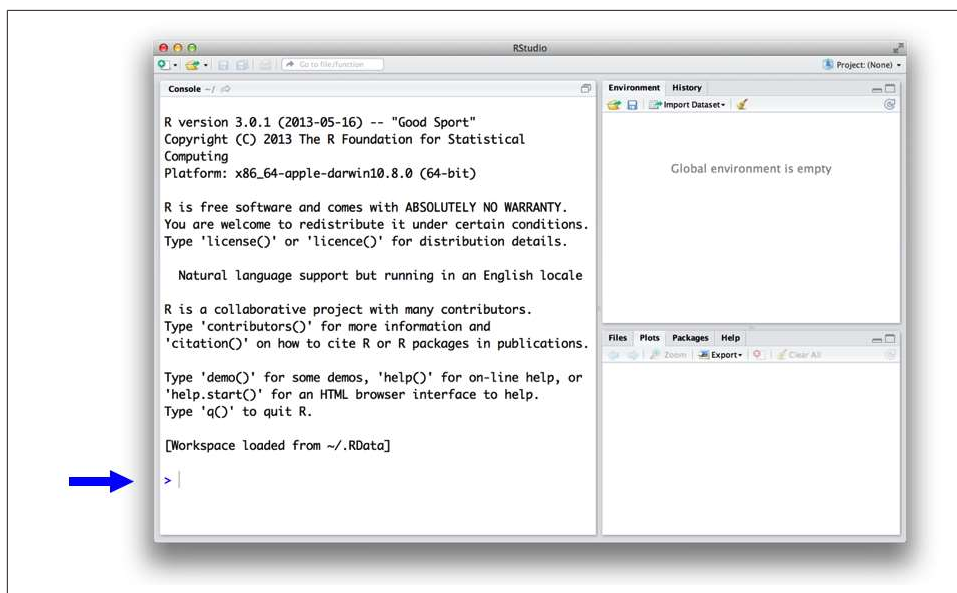 RStudio
Go to file/function
Project: (None)
Console ~/
R version 3.0.1 (2013-05-16) -- "Good Sport"
Copyright (C) 2013 The R Foundation for Statistical
Computing
Platform: x86_64-apple-darwin10.8.0 (64-bit)
R is free software and comes with ABSOLUTELY NO WARRANTY.
You are welcome to redistribute it under certain conditions.
Type 'license()' or 'licence()' for distribution details.
Natural language support but running in an English locale
R is a collaborative project with many contributors.
Type 'contributors()' for more information and
'citation()' on how to cite R or R packages in publications.
Type 'demo()' for some demos, 'help()' for on-line help, or
'help.start()' for an HTML browser interface to help.
Type 'q()' to quit R.
[Workspace loaded from ~/.RData]
>
Environment History
Import Dataset
Global environment is empty
Files Plots Packages Help
Zoom Export Clear All